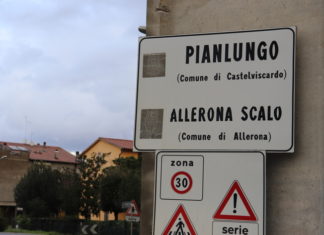 PIANLUNGO
(Comune di Castelviscardo)
ALLERONA SCALO
(Comune di Allerona)
zona
30
serie